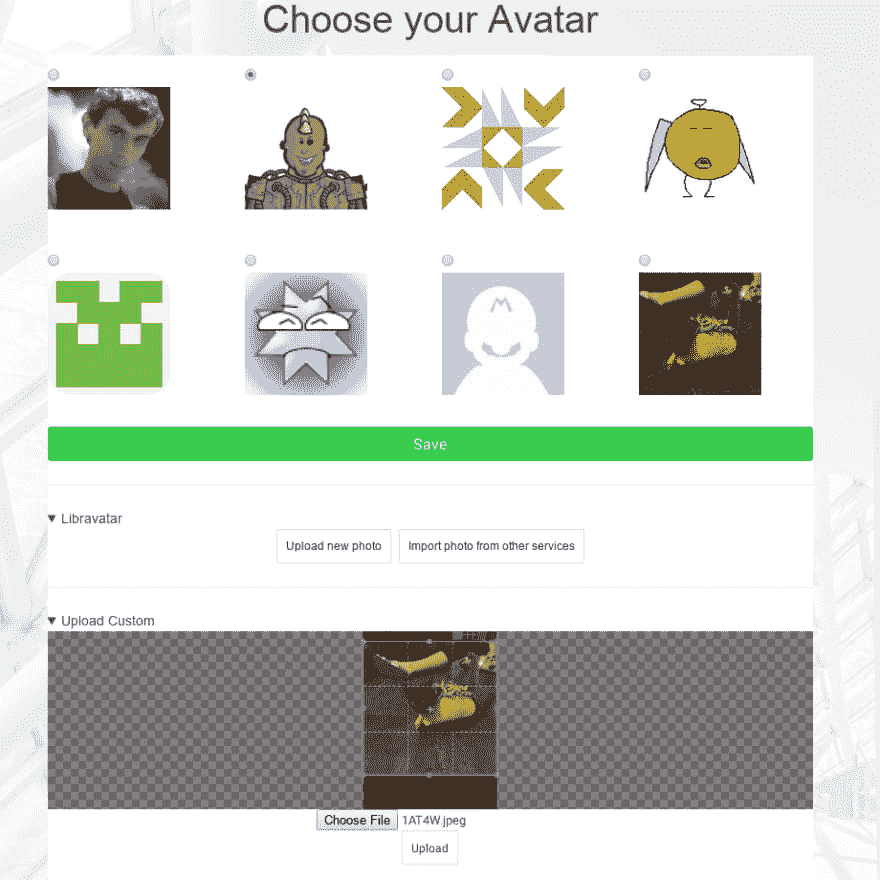 Choose your Avatar
Save
▼ Libravatar
Upload new photo
Import photo from other services
▼ Upload Custom
Choose File 1AT4W.jpeg
Upload